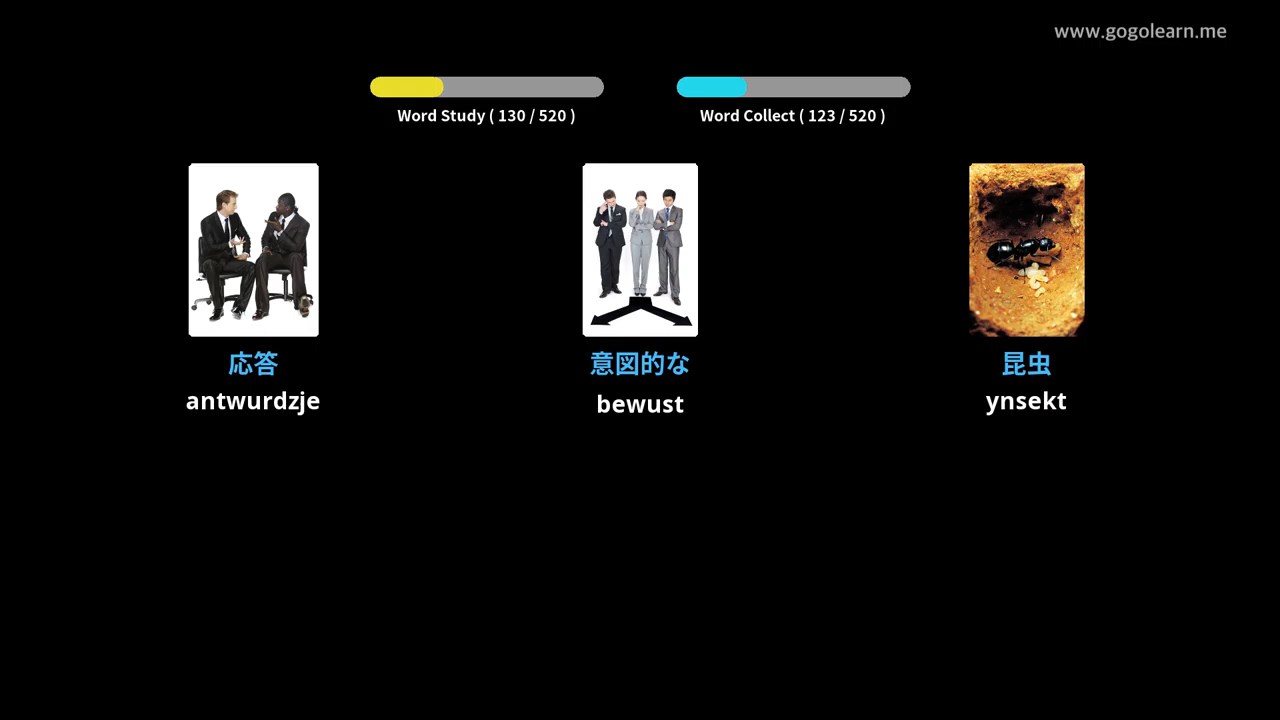 www.gogolearn.me
Word Study ( 130 / 520 )
Word Collect ( 123 / 520 )
応答
意図的な
昆虫
antwurdzje
bewust
ynsekt